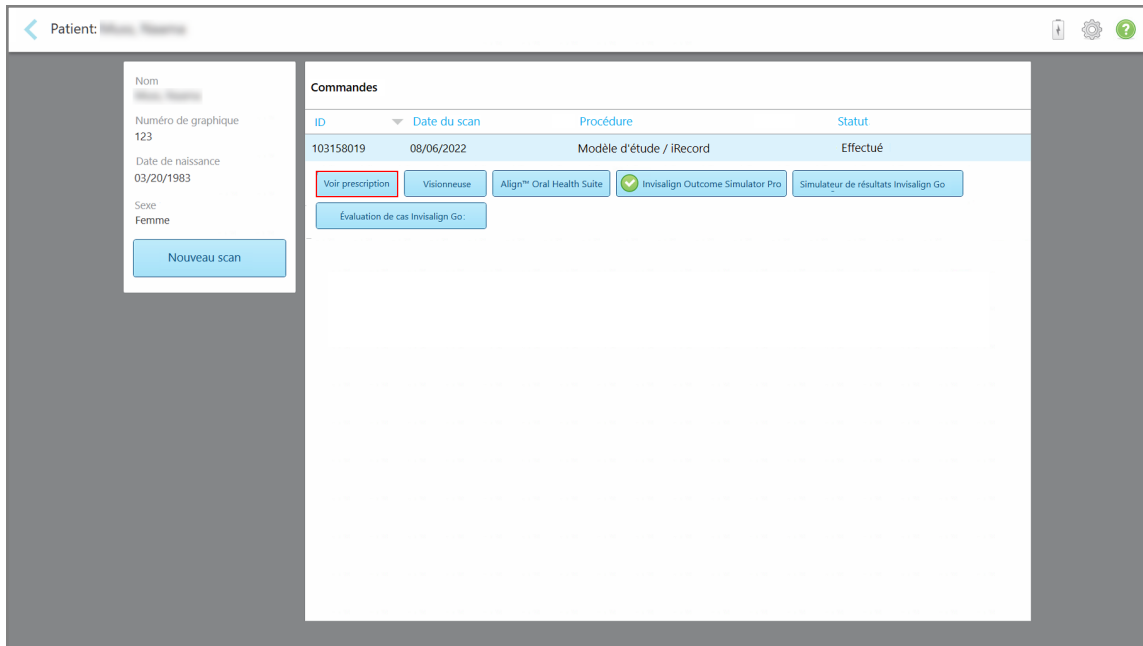 Patient:
?
Nom
Numéro de graphique
123
Date de naissance
03/20/1983
Sexe
Femme
Nouveau scan
Commandes
ID Date du scan Procédure Statut
103158019 08/06/2022 Modèle d'étude / iRecord Effectué
Voir prescription Visionneuse Align™ Oral Health Suite Invisalign Outcome Simulator Pro Simulateur de résultats Invisalign Go
Évaluation de cas Invisalign Go: